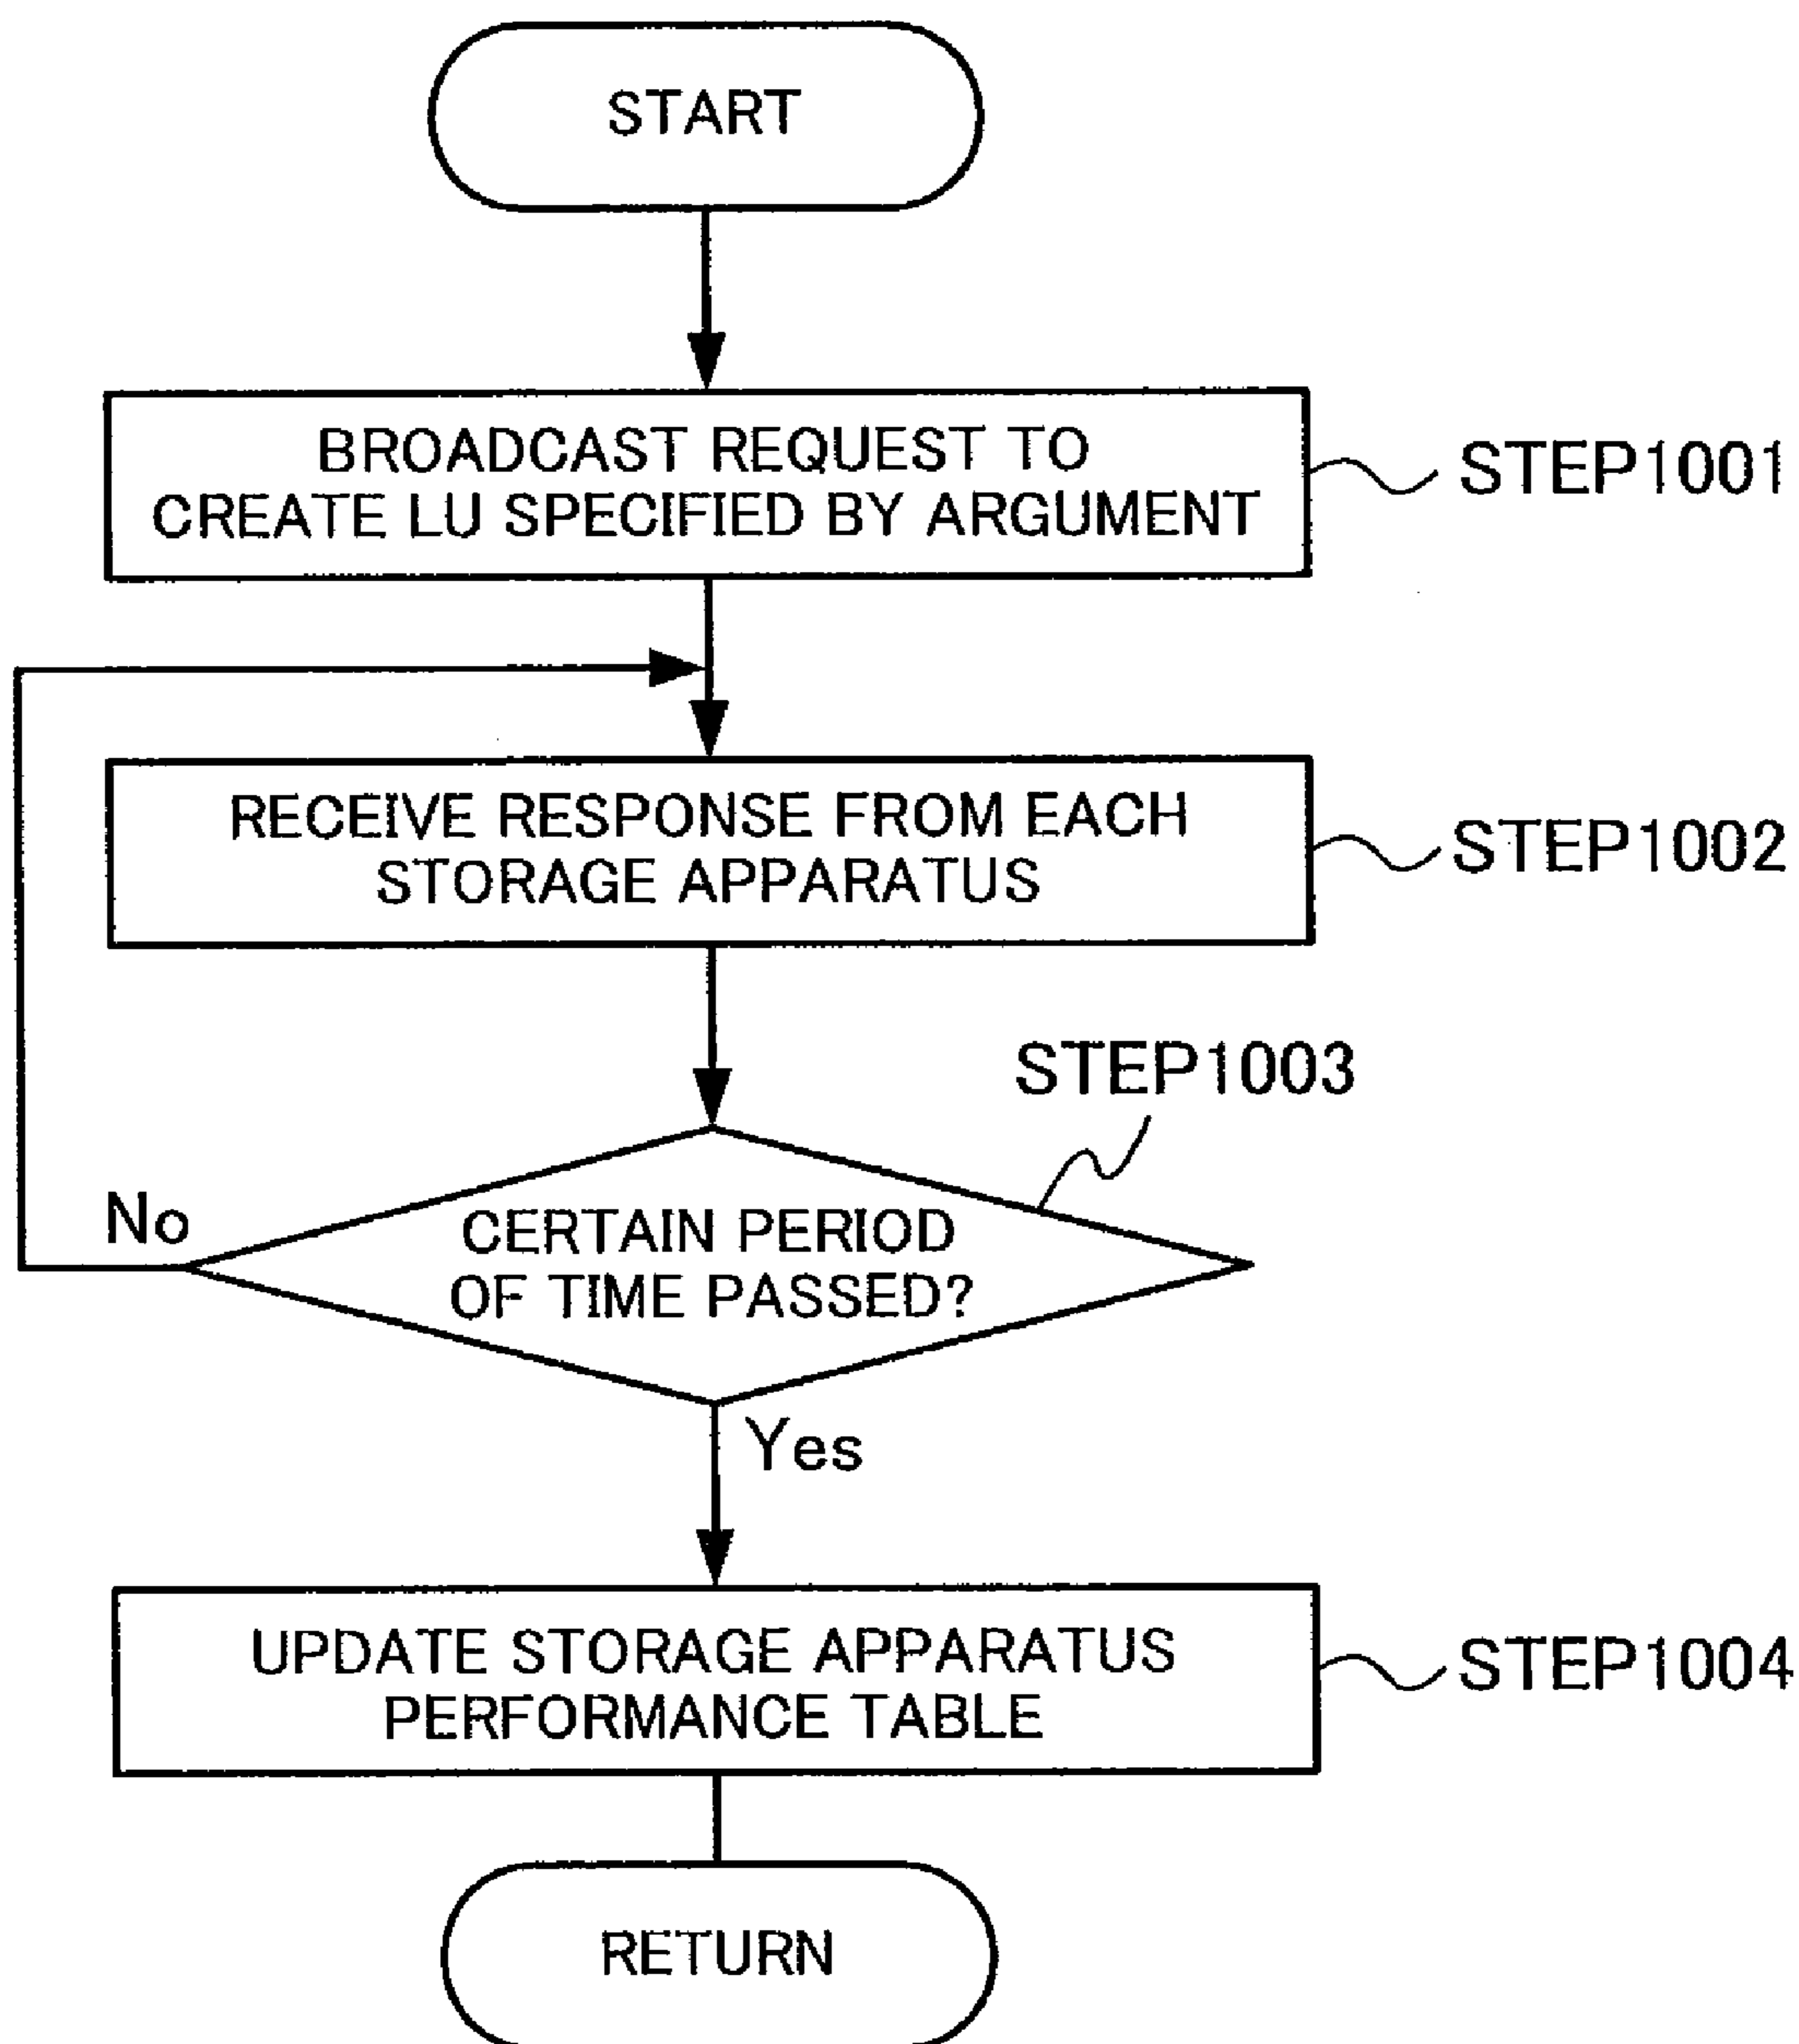 START
BROADCAST REQUEST TO
CREATE LU SPECIFIED BY ARGUMENT
STEP1001
RECEIVE RESPONSE FROM EACH
STORAGE APPARATUS
STEP1002
STEP1003
No
CERTAIN PERIOD
OF TIME PASSED?
Yes
UPDATE STORAGE APPARATUS
PERFORMANCE TABLE
STEP1004
RETURN